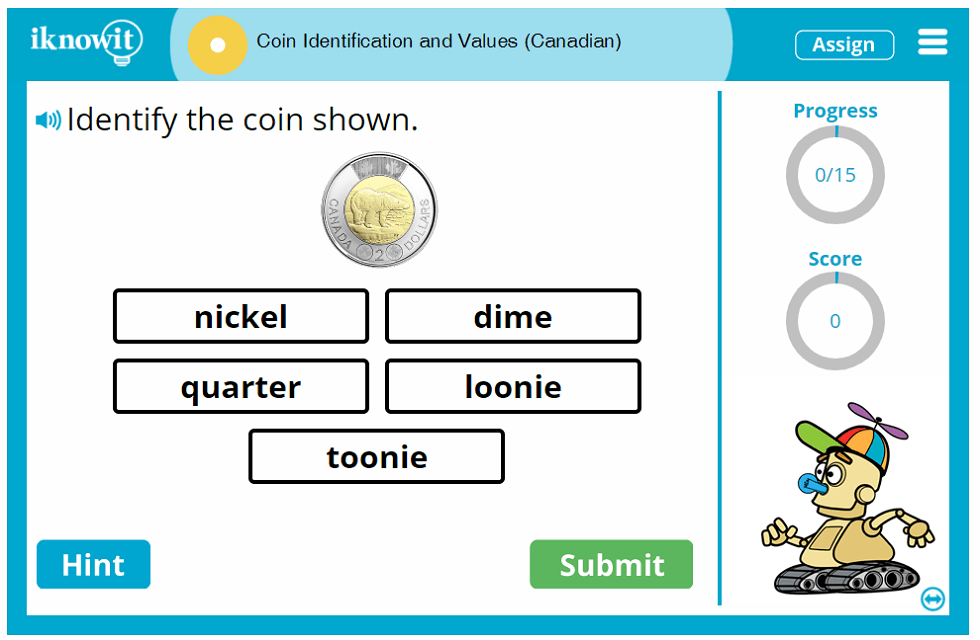 iknowit
Coin Identification and Values (Canadian)
Assign
Identify the coin shown.
CANADA 2 DOLLARS
nickel
dime
quarter
loonie
toonie
Hint
Submit
Progress
0/15
Score
0